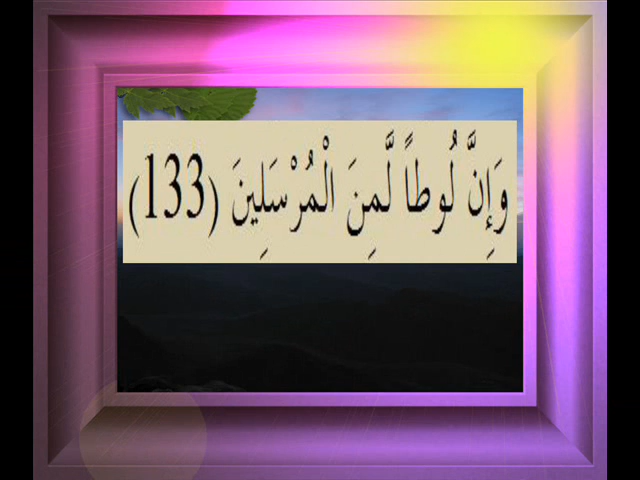 وَإِنَّ لُوطاً لَّمِنَ الْمُرْسَلِينَ (133)